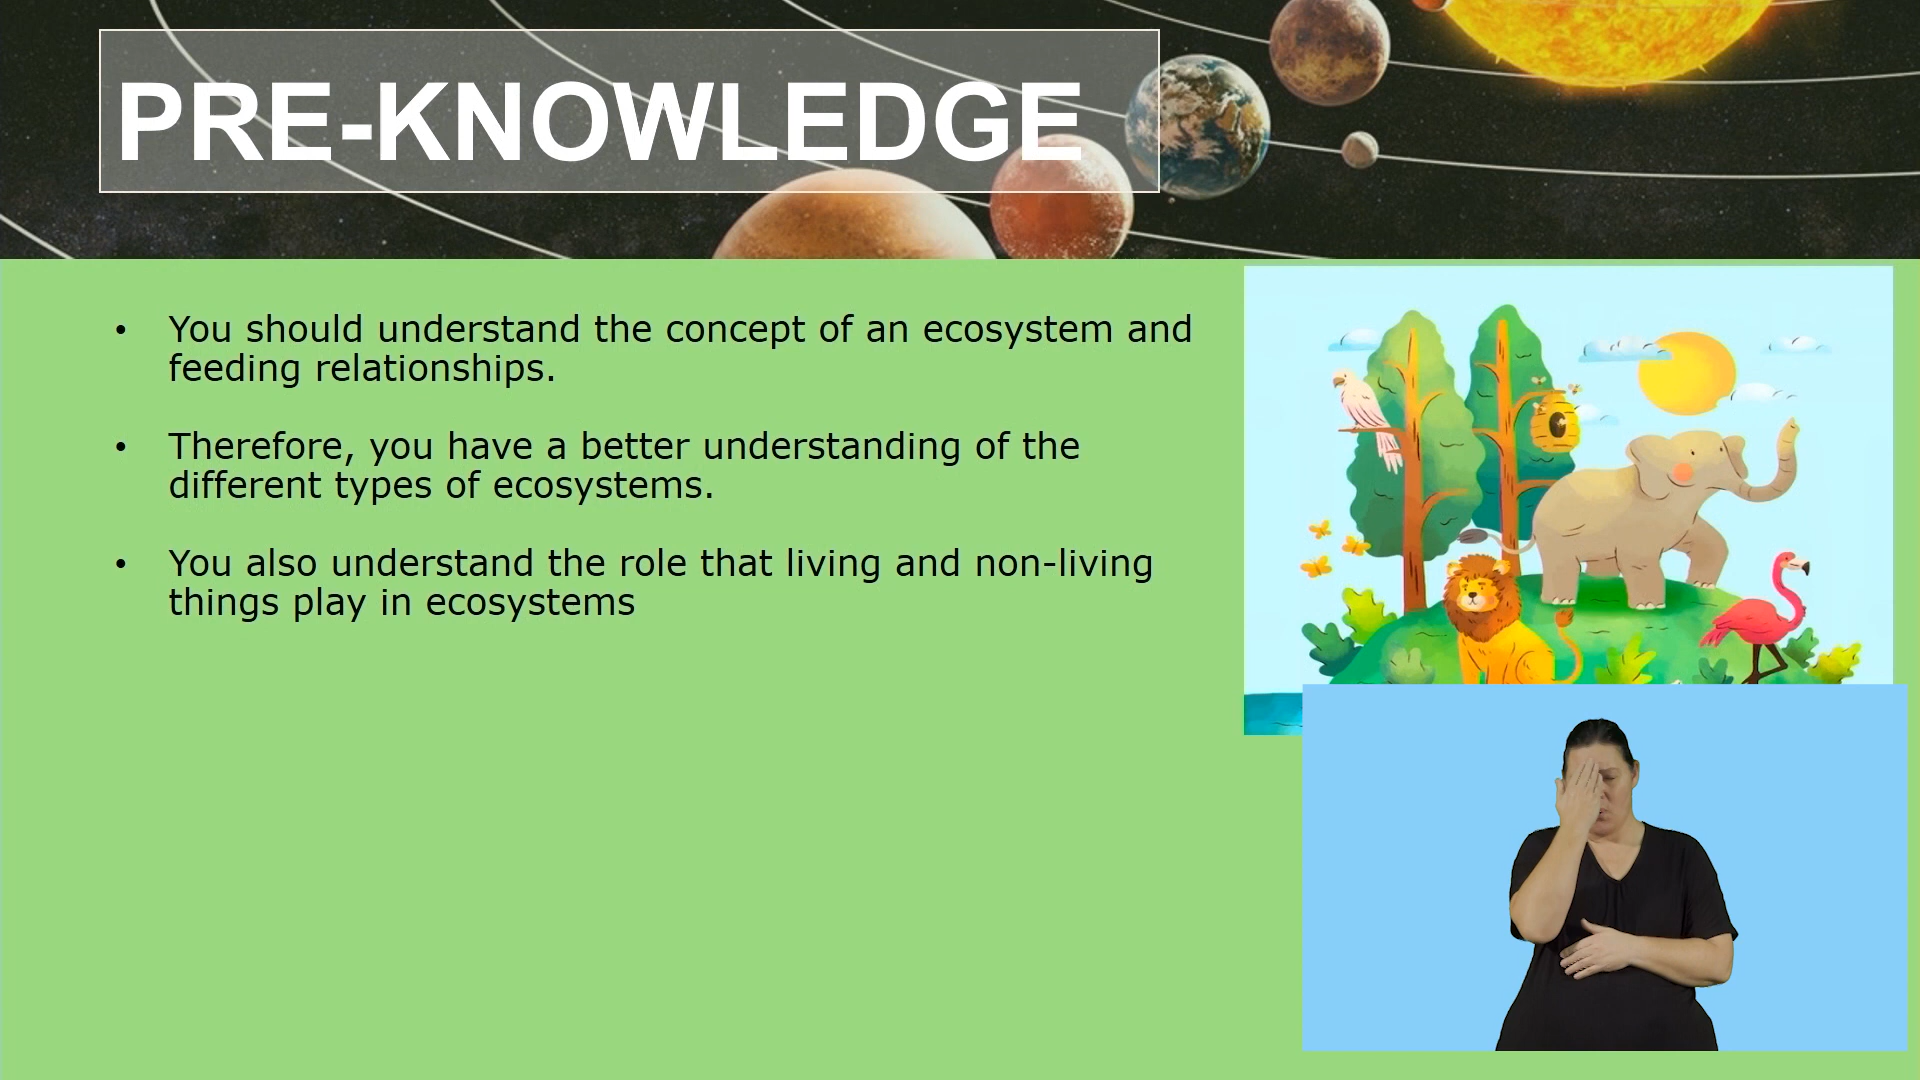 PRE-KNOWLEDGE
• You should understand the concept of an ecosystem and
feeding relationships.
• Therefore, you have a better understanding of the
different types of ecosystems.
• You also understand the role that living and non-living
things play in ecosystems